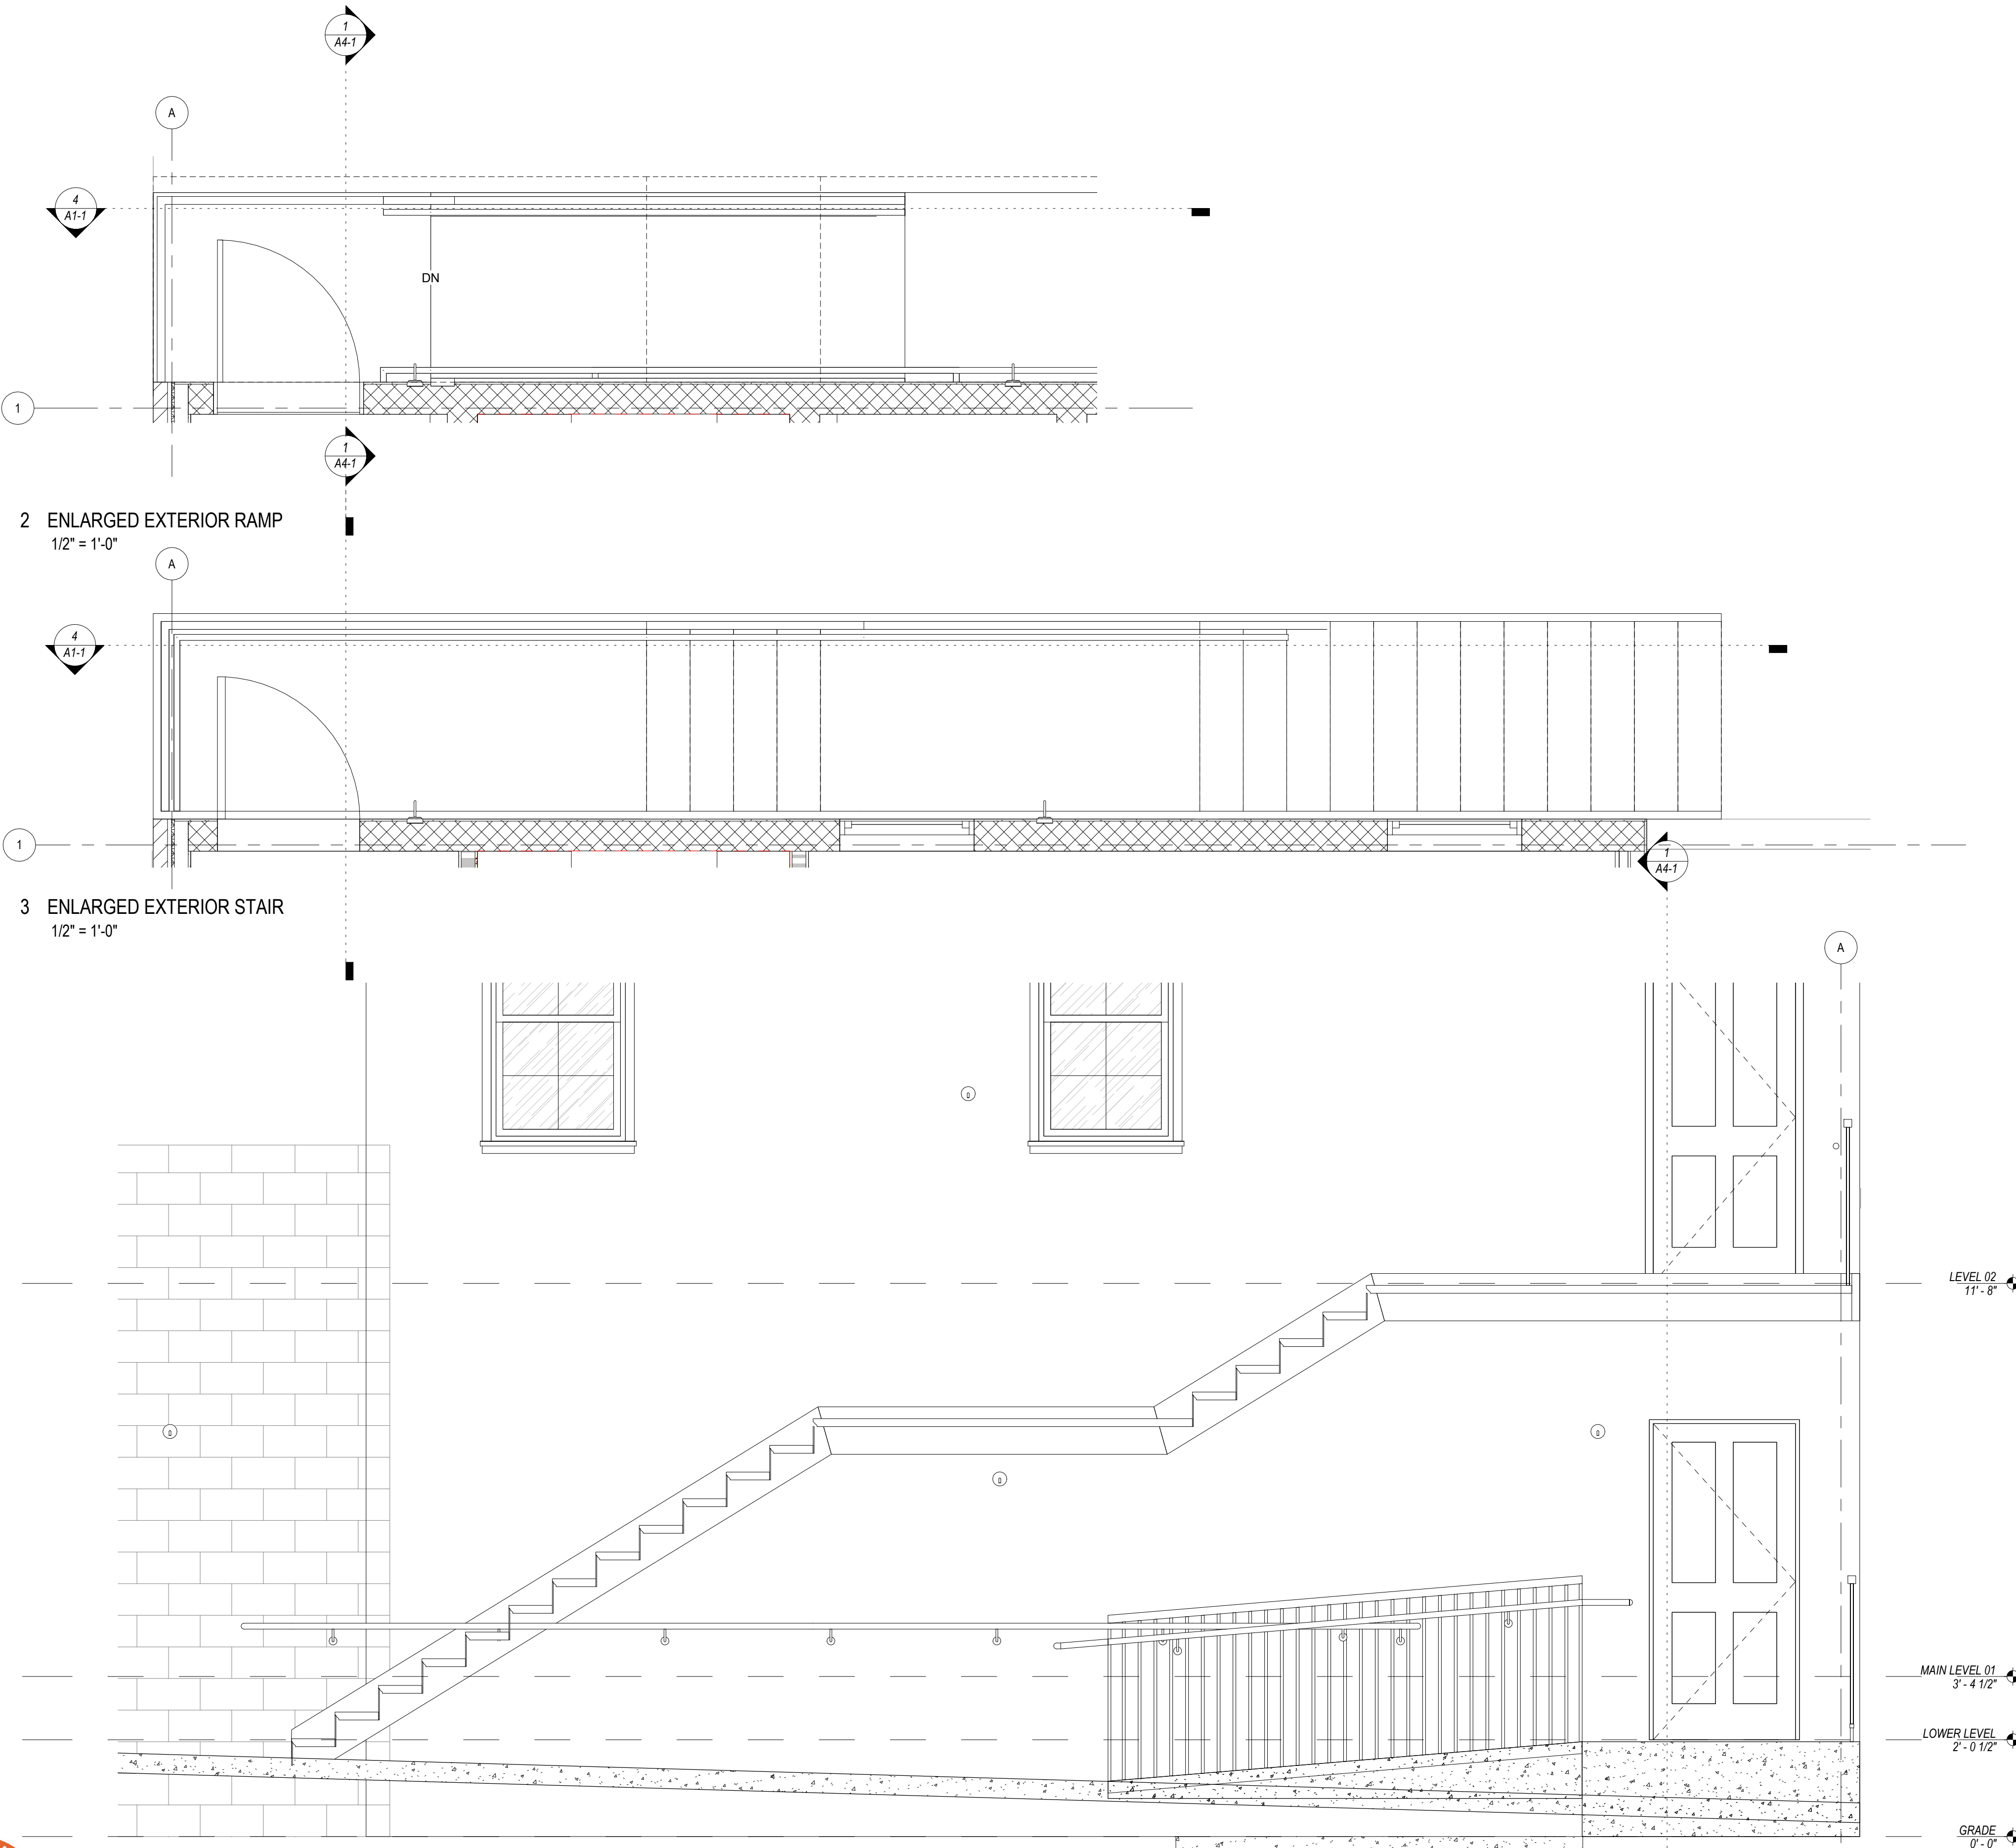 1
A4-1
A
4
A1-1
DN
1
1
A4-1
2 ENLARGED EXTERIOR RAMP
1/2" = 1'-0"
A
4
A1-1
1
1
A4-1
3 ENLARGED EXTERIOR STAIR
1/2" = 1'-0"
A
LEVEL 02
11' - 8"
MAIN LEVEL 01
3' - 4 1/2"
LOWER LEVEL
2' - 0 1/2"
GRADE
0' - 0"